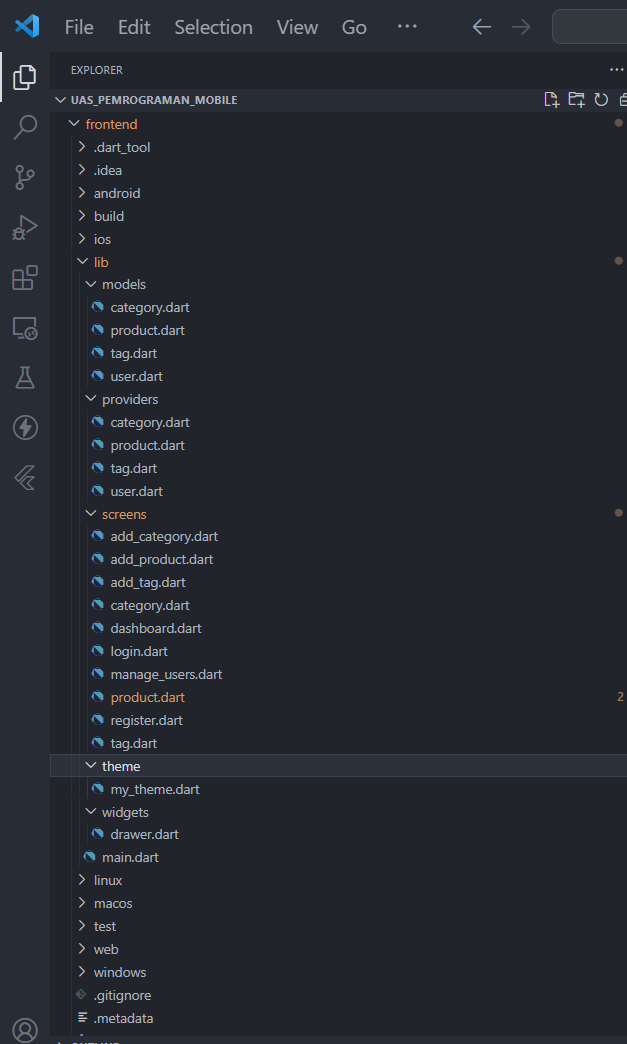 File Edit Selection View Go
EXPLORER
UAS_PEMROGRAMAN_MOBILE
frontend
.dart_tool
.idea
android
build
ios
lib
models
category.dart
product.dart
tag.dart
user.dart
providers
category.dart
product.dart
tag.dart
user.dart
screens
add_category.dart
add_product.dart
add_tag.dart
category.dart
dashboard.dart
login.dart
manage_users.dart
product.dart 2
register.dart
tag.dart
theme
my_theme.dart
widgets
drawer.dart
main.dart
linux
macos
test
web
windows
.gitignore
.metadata